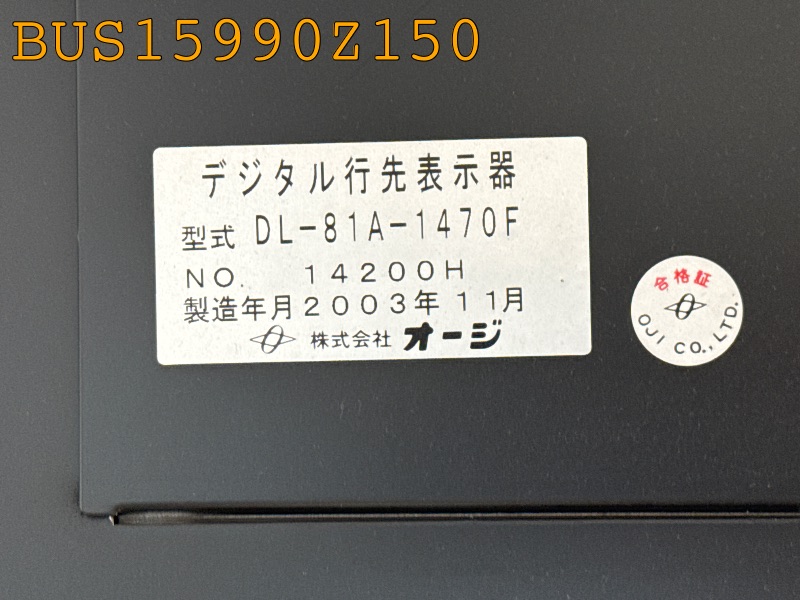 BUS15990Z150
デジタル行先表示器
型式 DL-81A-1470F
NO. 14200H
製造年月2003年11月
株式会社 オージ
合格証
OJI CO.,LTD.